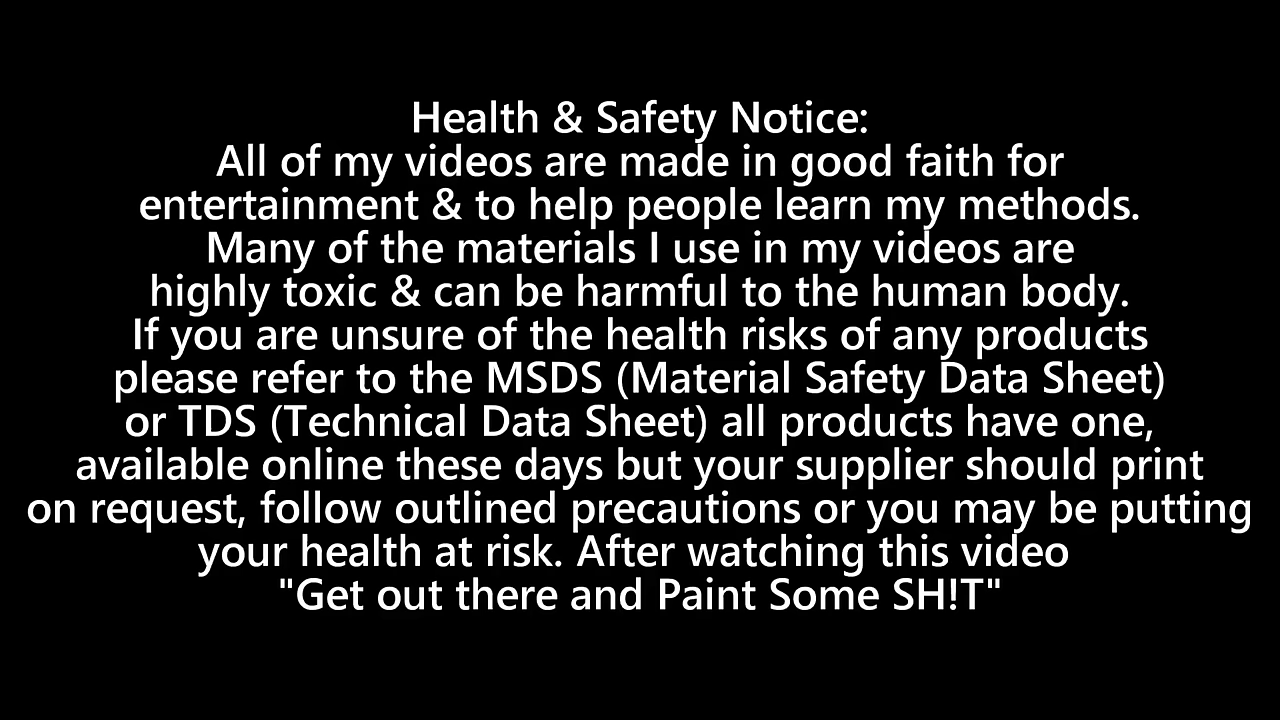 Health & Safety Notice:
All of my videos are made in good faith for
entertainment & to help people learn my methods.
Many of the materials I use in my videos are
highly toxic & can be harmful to the human body.
If you are unsure of the health risks of any products
please refer to the MSDS (Material Safety Data Sheet)
or TDS (Technical Data Sheet) all products have one,
available online these days but your supplier should print
on request, follow outlined precautions or you may be putting
your health at risk. After watching this video
"Get out there and Paint Some SH!T"